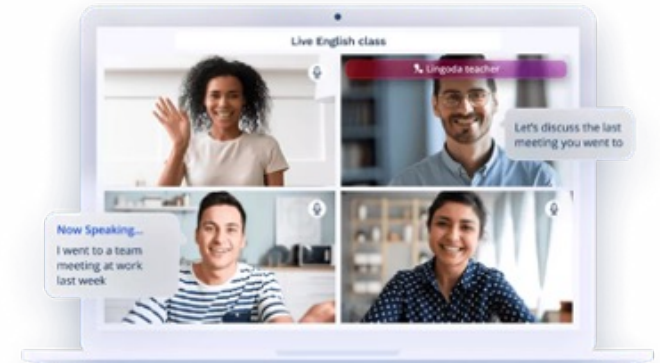 Live English class
Lingoda teacher
Let's discuss the last
meeting you went to
Now Speaking...
I went to a team
meeting at work
last week